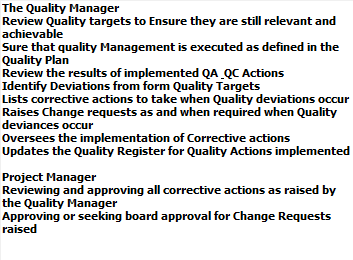 The Quality Manager
Review Quality targets to Ensure they are still relevant and
achievable
Sure that quality Management is executed as defined in the
Quality Plan
Review the results of implemented QA_QC Actions
Identify Deviations from form Quality Targets
Lists corrective actions to take when Quality deviations occur
Raises Change requests as and when required when Quality
deviances occur
Oversees the implementation of Corrective actions
Updates the Quality Register for Quality Actions implemented

Project Manager
Reviewing and approving all corrective actions as raised by
the Quality Manager
Approving or seeking board approval for Change Requests
raised